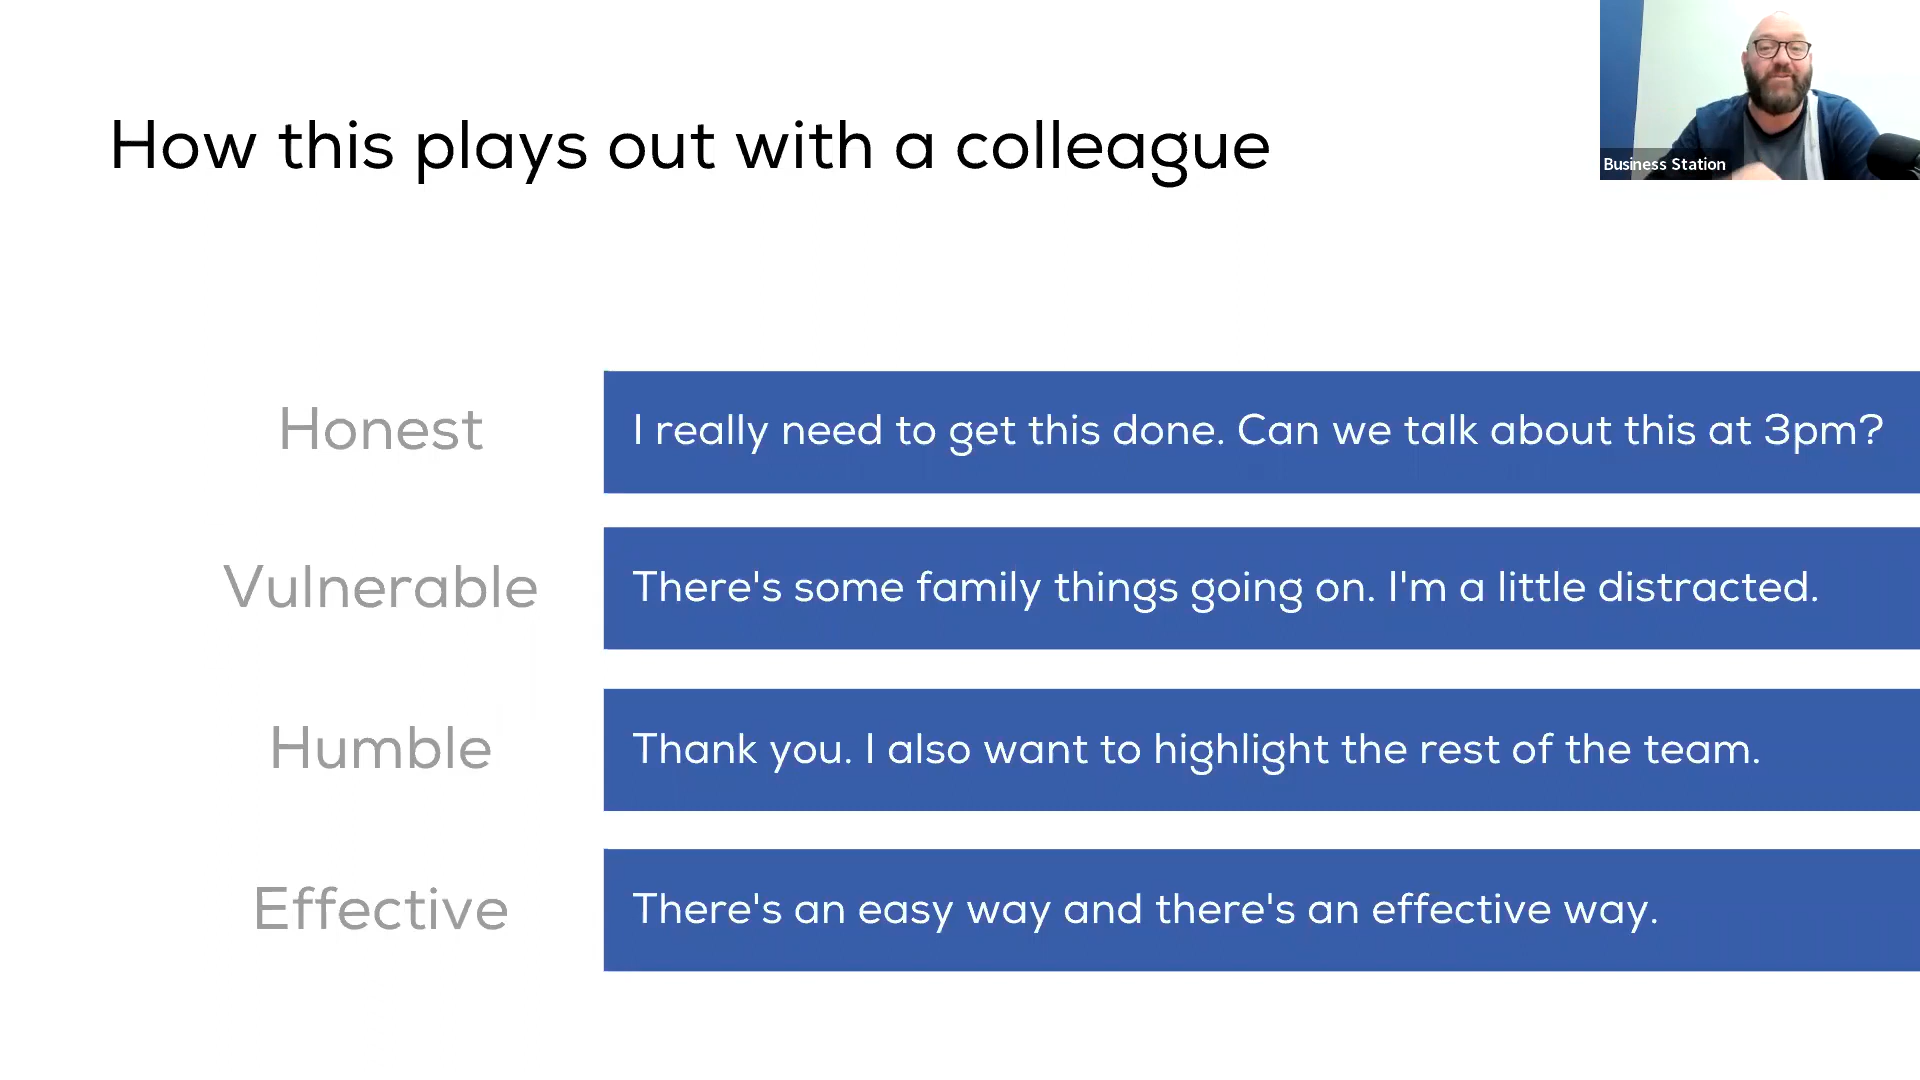 How this plays out with a colleague
Business Station
Honest
I really need to get this done. Can we talk about this at 3pm?
Vulnerable
There's some family things going on. I'm a little distracted.
Humble
Thank you. I also want to highlight the rest of the team.
Effective
There's an easy way and there's an effective way.